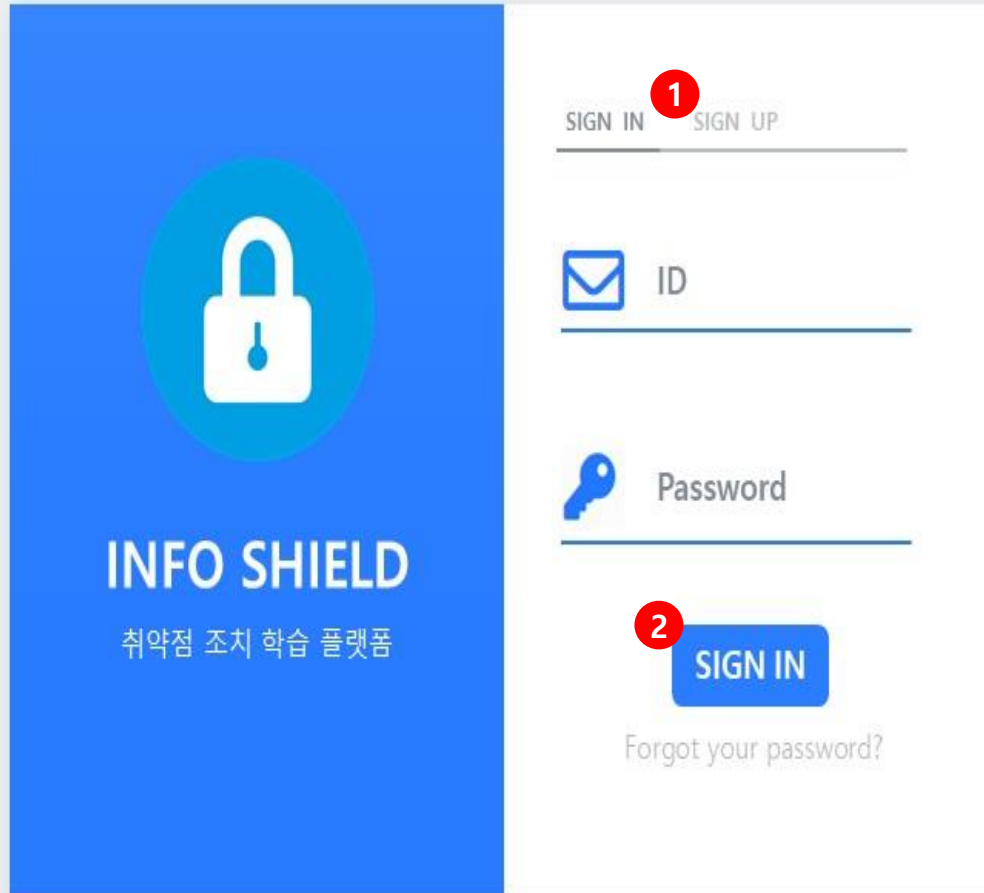 INFO SHIELD
취약점 조치 학습 플랫폼
1
SIGN IN SIGN UP
ID
Password
2
SIGN IN
Forgot your password?